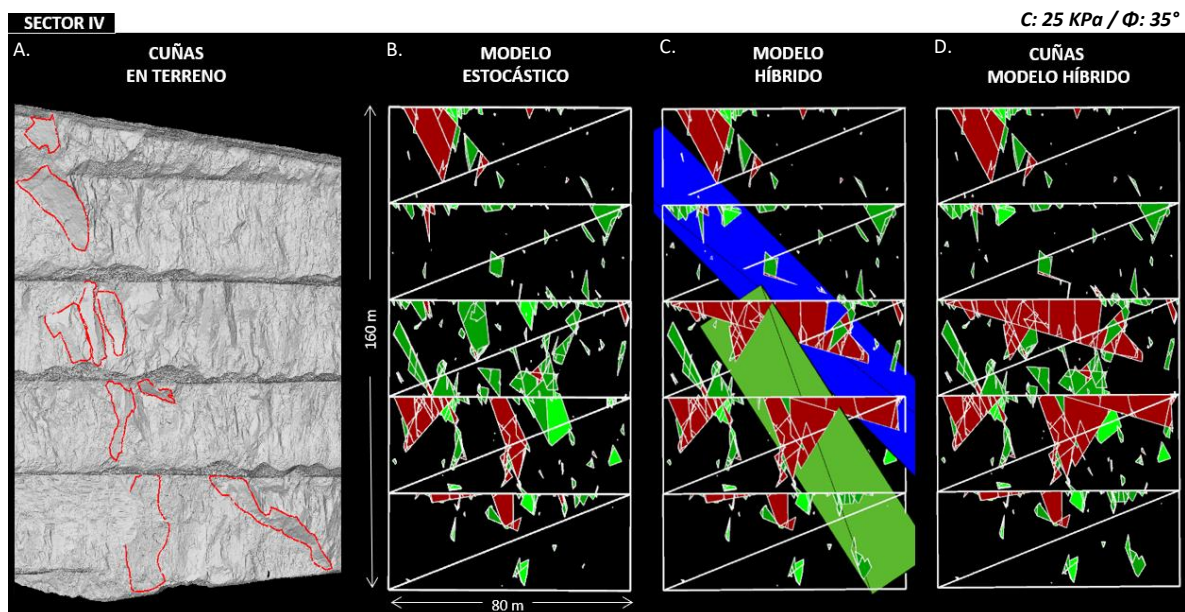 SECTOR IV
C: 25 KPa / Φ: 35°
A.
CUÑAS
EN TERRENO
B.
MODELO
ESTOCÁSTICO
C.
MODELO
HÍBRIDO
D.
CUÑAS
MODELO HÍBRIDO
160 m
80 m